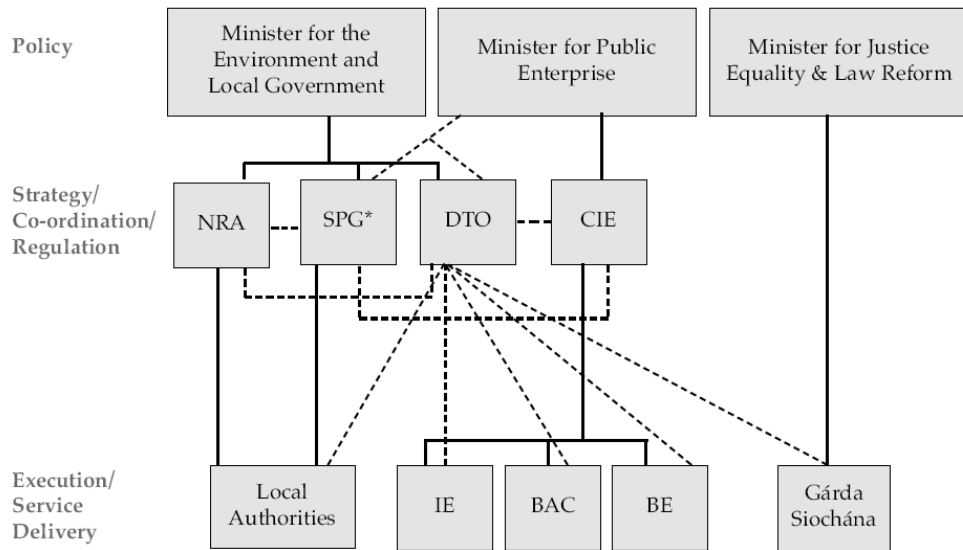 Policy
Minister for the
Environment and
Local Government
Minister for Public
Enterprise
Minister for Justice
Equality & Law Reform
Strategy/
Co-ordination/
Regulation
NRA
SPG*
DTO
CIE
Execution/
Service
Delivery
Local
Authorities
IE
BAC
BE
Gárda
Siochána